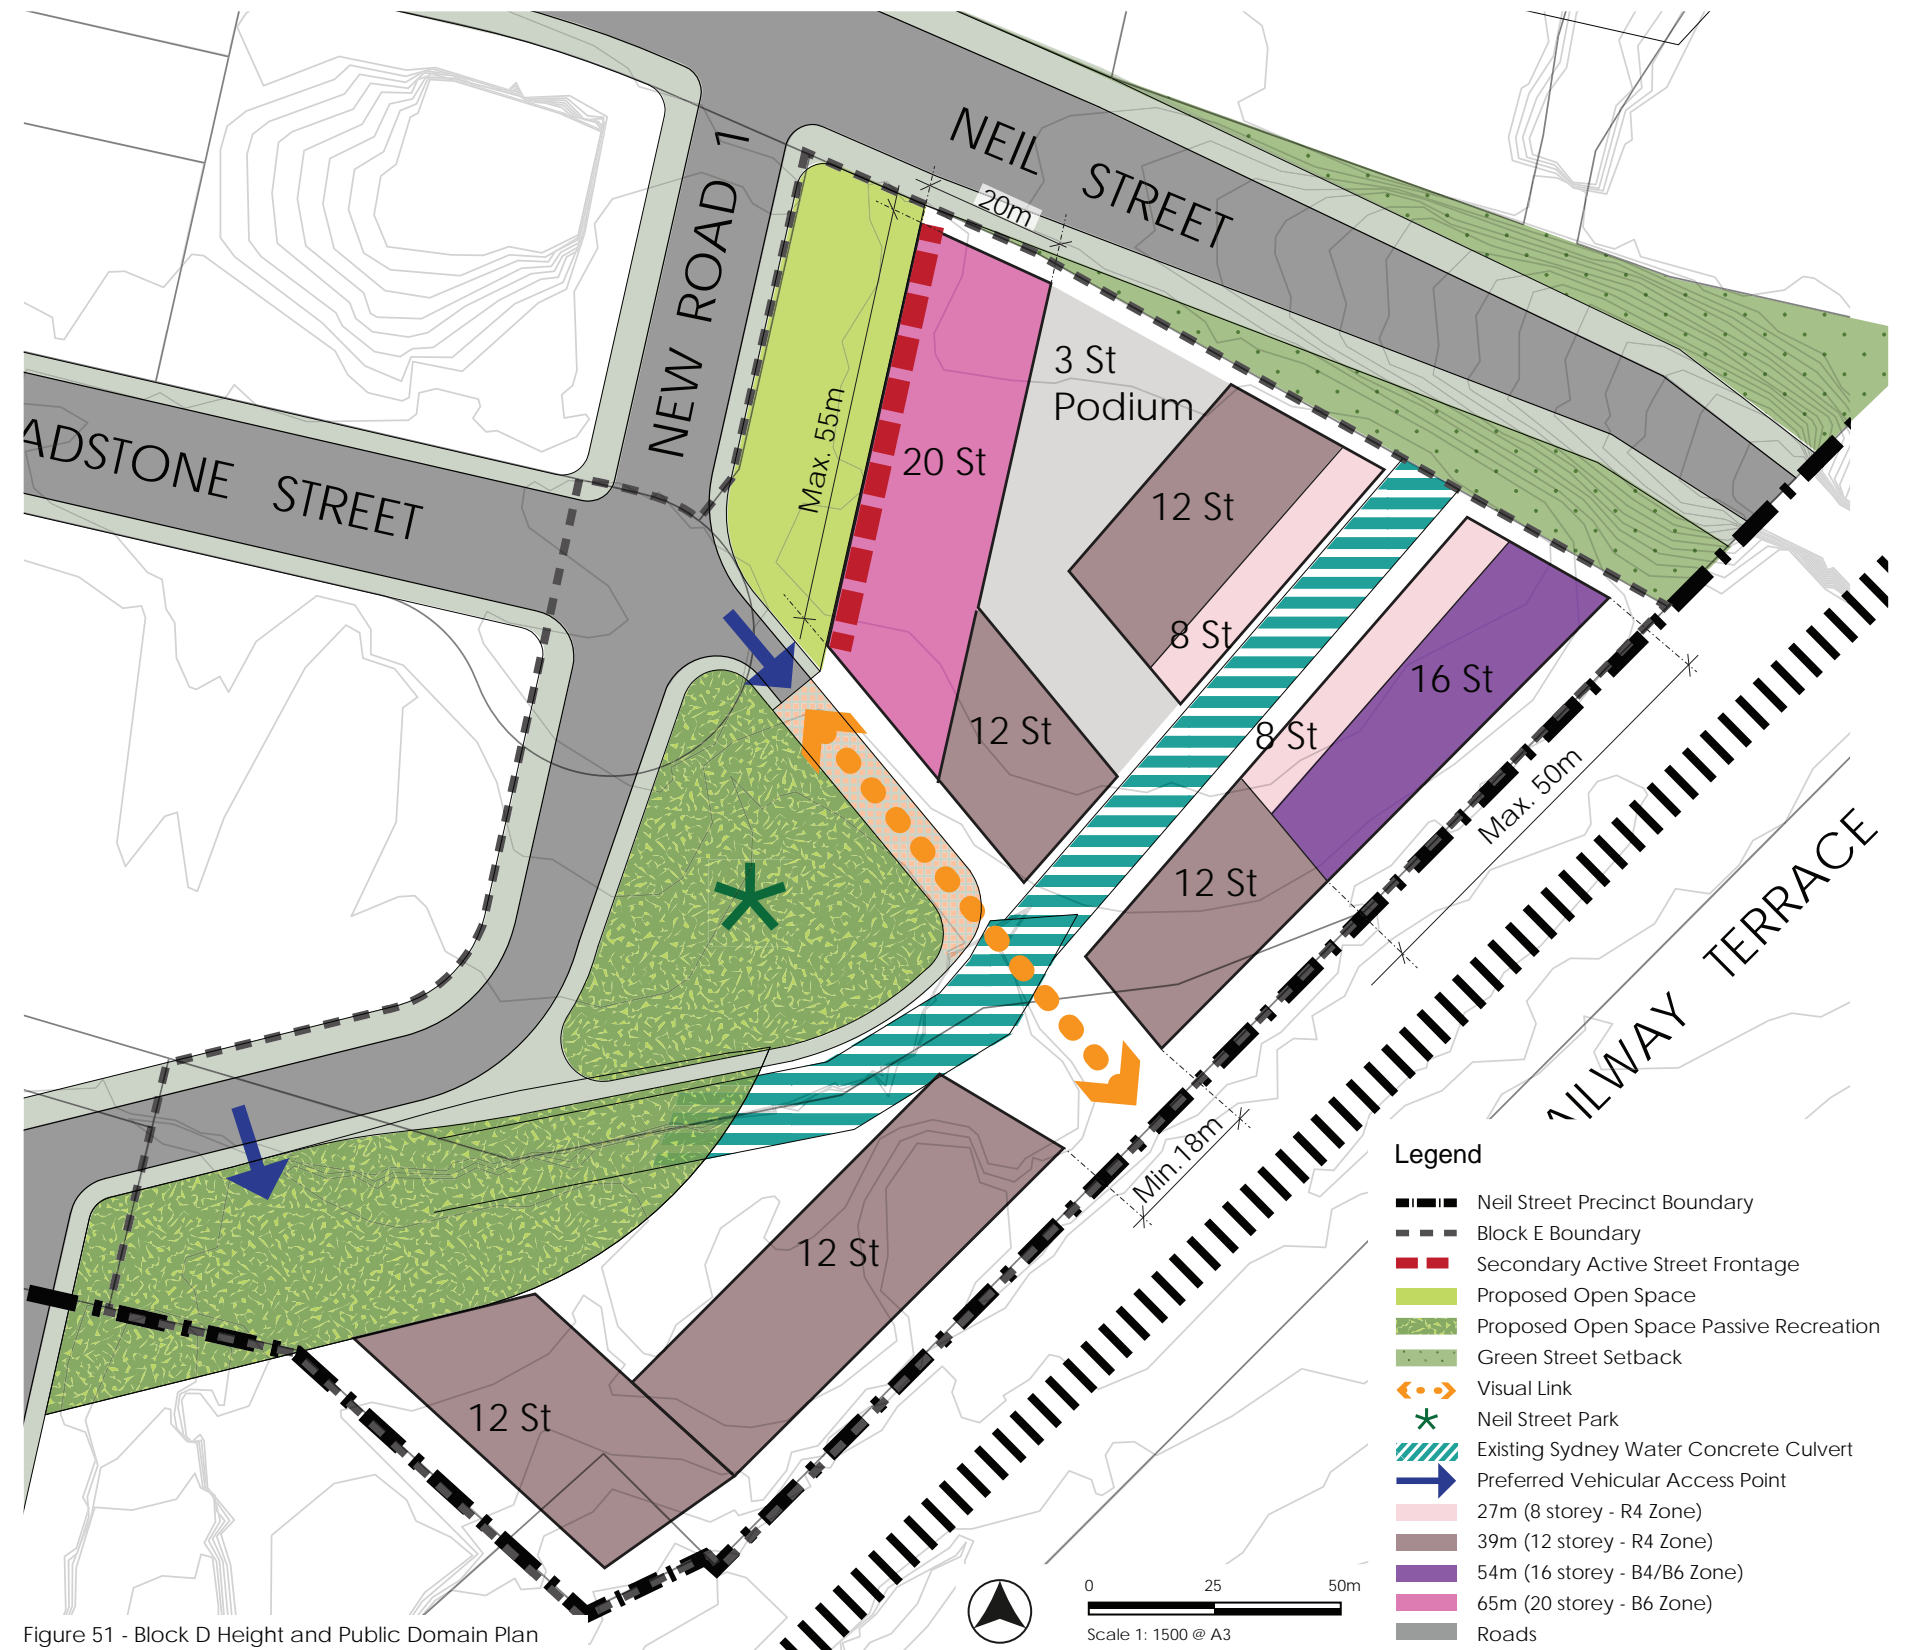 NEIL STREET
20m
NEW ROAD 1
ADSTONE STREET
Max. 55m
3 St
Podium
20 St
12 St
8 St
16 St
8 St
12 St
12 St
Max. 50m
AILWAY TERRACE
Min.18m
12 St
12 St
Legend
Neil Street Precinct Boundary
Block E Boundary
Secondary Active Street Frontage
Proposed Open Space
Proposed Open Space Passive Recreation
Green Street Setback
Visual Link
Neil Street Park
Existing Sydney Water Concrete Culvert
Preferred Vehicular Access Point
27m (8 storey - R4 Zone)
39m (12 storey - R4 Zone)
54m (16 storey - B4/B6 Zone)
65m (20 storey - B6 Zone)
Roads
0 25 50m
Scale 1: 1500 @ A3
Figure 51 - Block D Height and Public Domain Plan